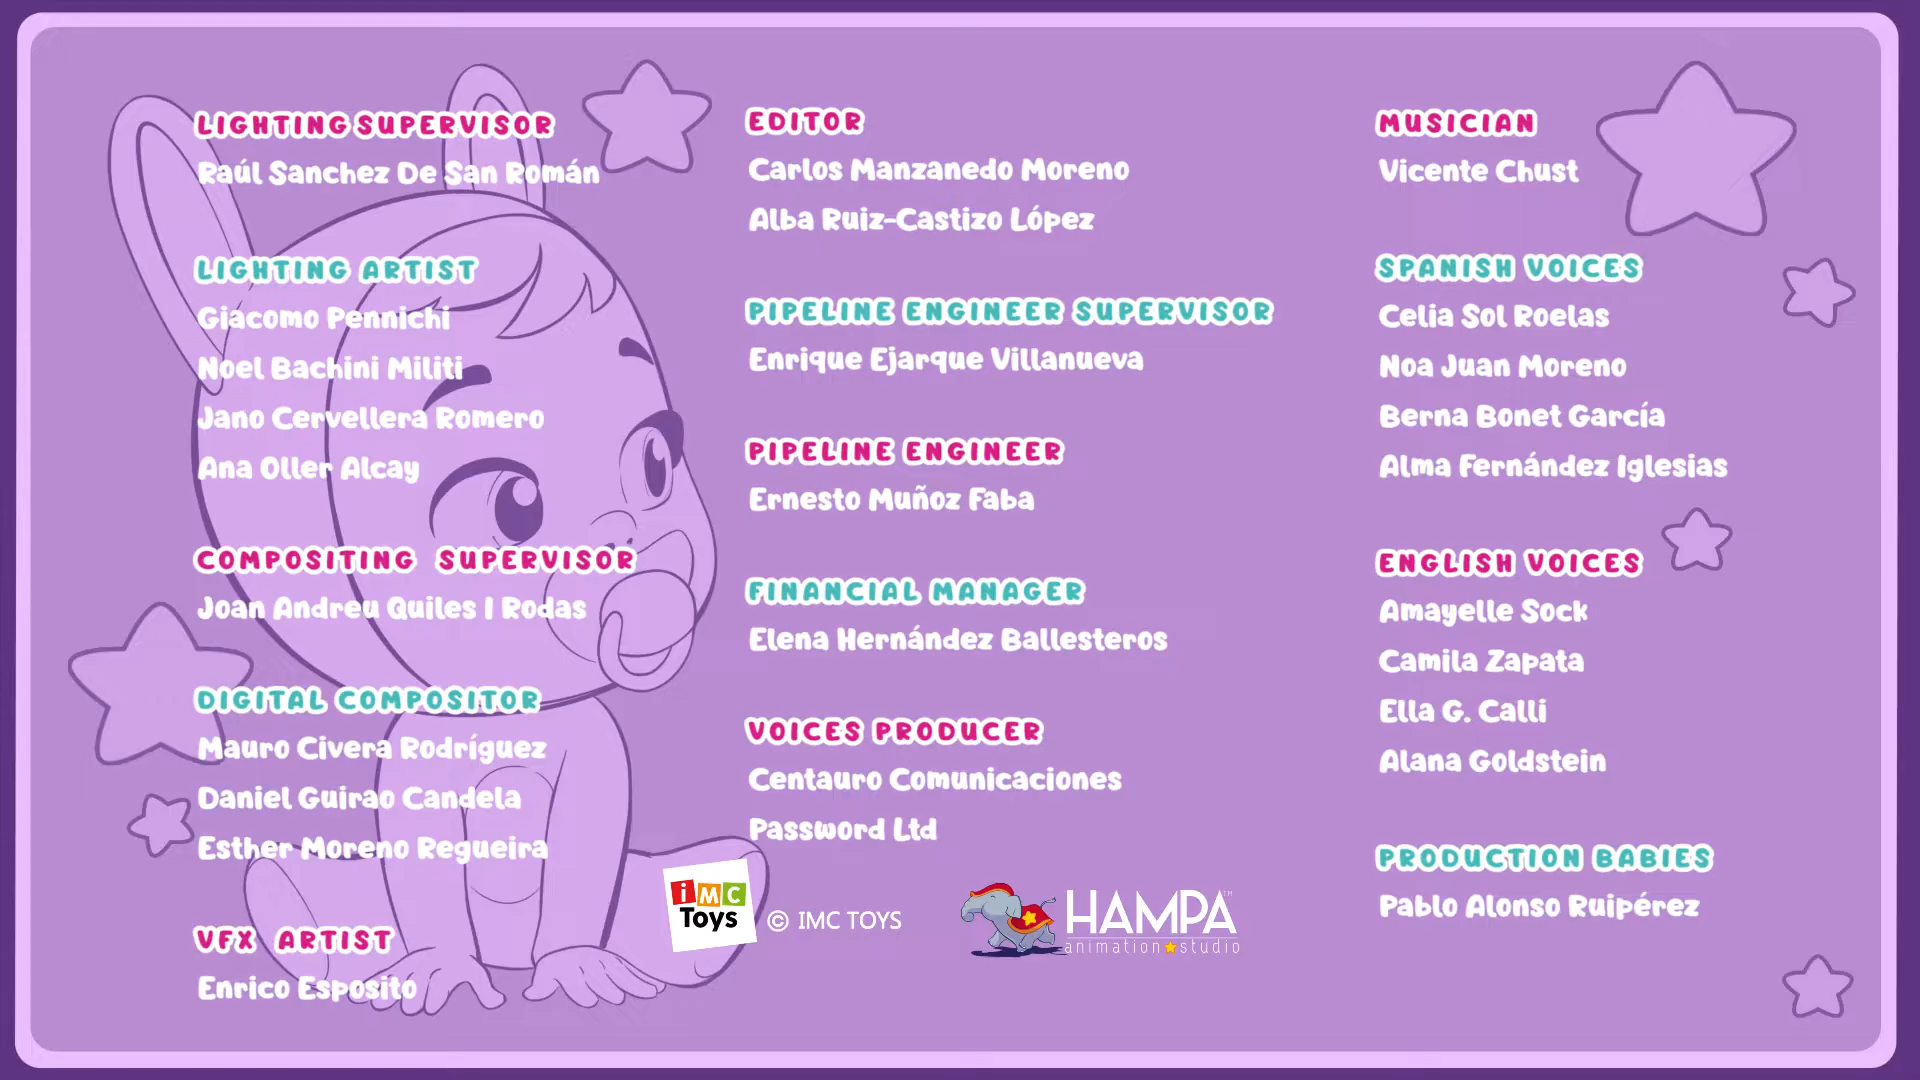 LIGHTING SUPERVISOR
Raúl Sanchez De San Román
LIGHTING ARTIST
Giacomo Pennichi
Noel Bachini Militi
Jano Cervellera Romero
Ana Oller Alcay
COMPOSITING SUPERVISOR
Joan Andreu Quiles I Rodas
DIGITAL COMPOSITOR
Mauro Civera Rodríguez
Daniel Guirao Candela
Esther Moreno Regueira
VFX ARTIST
Enrico Esposito
EDITOR
Carlos Manzanedo Moreno
Alba Ruiz-Castizo López
PIPELINE ENGINEER SUPERVISOR
Enrique Ejarque Villanueva
PIPELINE ENGINEER
Ernesto Muñoz Faba
FINANCIAL MANAGER
Elena Hernández Ballesteros
VOICES PRODUCER
Centauro Comunicaciones
Password Ltd
iMC
Toys
© IMC TOYS
HAMPA™
animation studio
MUSICIAN
Vicente Chust
SPANISH VOICES
Celia Sol Roelas
Noa Juan Moreno
Berna Bonet García
Alma Fernández Iglesias
ENGLISH VOICES
Amayelle Sock
Camila Zapata
Ella G. Calli
Alana Goldstein
PRODUCTION BABIES
Pablo Alonso Ruipérez